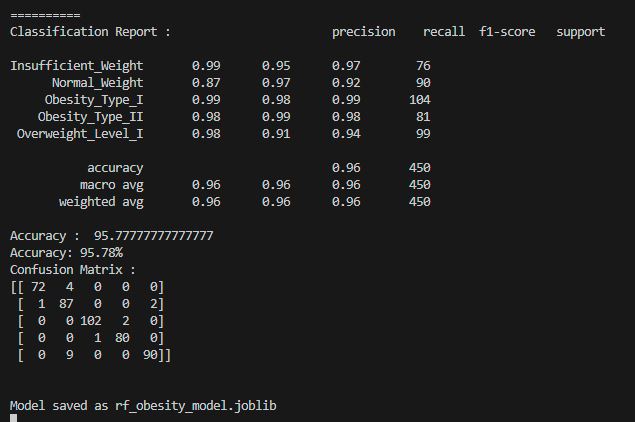 ==========
Classification Report :                      precision    recall  f1-score   support

Insufficient_Weight       0.99      0.95      0.97        76
      Normal_Weight       0.87      0.97      0.92        90
     Obesity_Type_I       0.99      0.98      0.99       104
    Obesity_Type_II       0.98      0.99      0.98        81
 Overweight_Level_I       0.98      0.91      0.94        99

           accuracy                           0.96       450
          macro avg       0.96      0.96      0.96       450
       weighted avg       0.96      0.96      0.96       450

Accuracy :  95.77777777777777
Accuracy: 95.78%
Confusion Matrix :
[[ 72   4   0   0   0]
 [  1  87   0   0   2]
 [  0   0 102   2   0]
 [  0   0   1  80   0]
 [  0   9   0   0  90]]

Model saved as rf_obesity_model.joblib